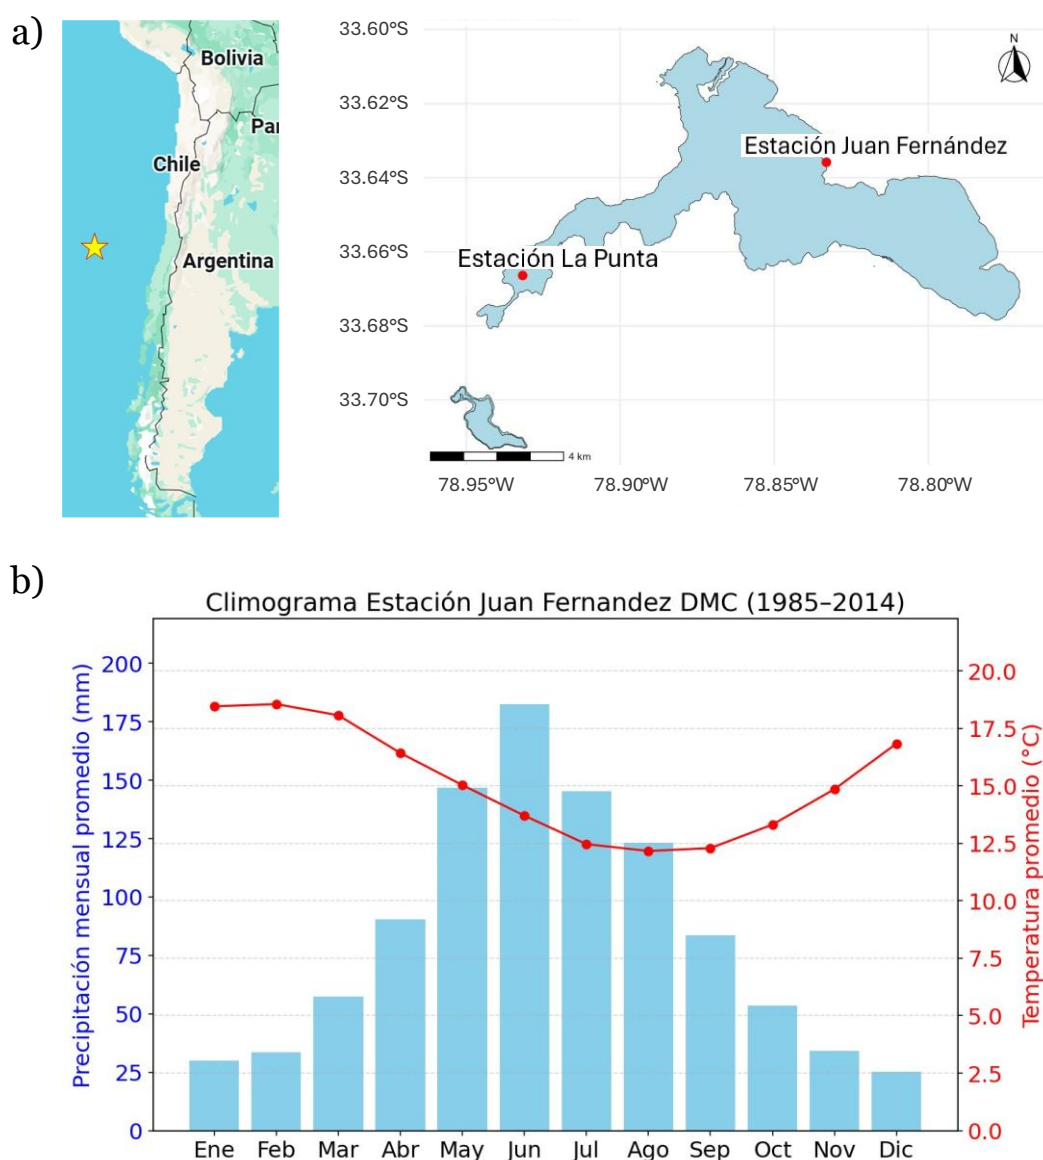 a)
Bolivia
Par
Chile
Argentina
33.60°S
33.62°S
33.64°S
33.66°S
33.68°S
33.70°S
N
Estación Juan Fernández
Estación La Punta
4 km
78.95°W
78.90°W
78.85°W
78.80°W
b)
Climograma Estación Juan Fernandez DMC (1985–2014)
Precipitación mensual promedio (mm)
200
175
150
125
100
75
50
25
0
20.0
17.5
15.0
12.5
10.0
7.5
5.0
2.5
0.0
Temperatura promedio (°C)
Ene Feb Mar Abr May Jun Jul Ago Sep Oct Nov Dic